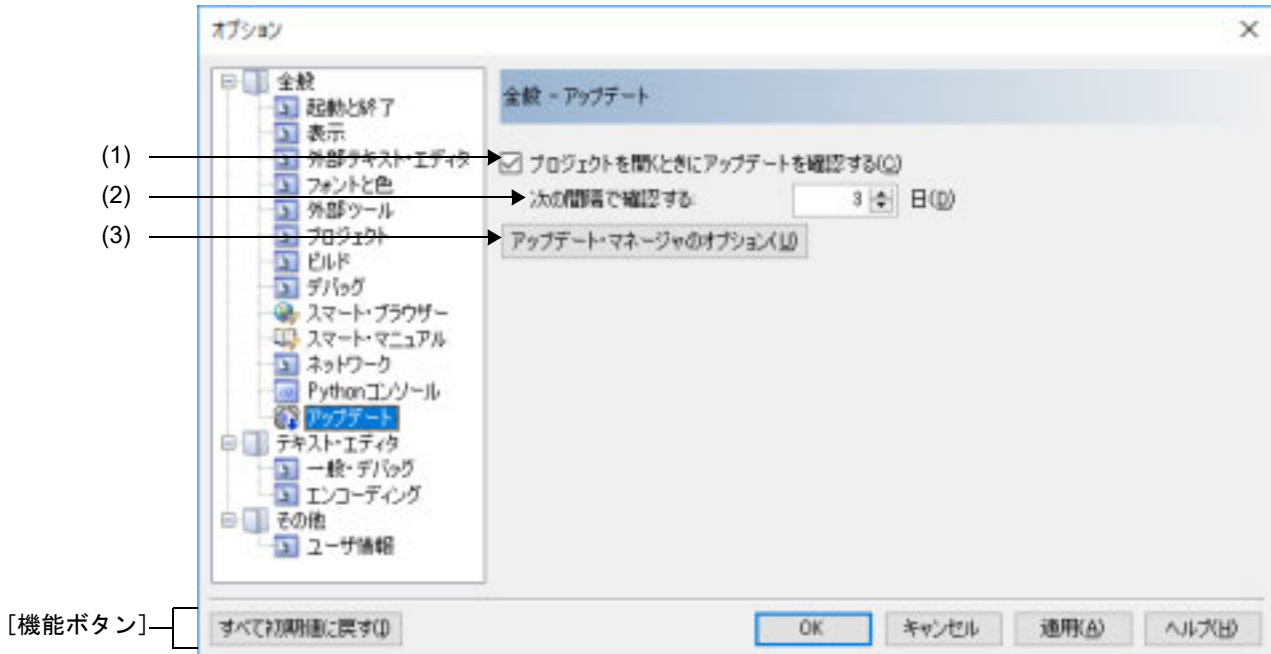 オプション
全般
起動と終了
表示
外部テキスト・エディタ
フォントと色
外部ツール
プロジェクト
ビルド
デバッグ
スマート・ブラウザー
スマート・マニュアル
ネットワーク
Pythonコンソール
アップデート
テキスト・エディタ
一般・デバッグ
エンコーディング
その他
ユーザ情報
全般 - アップデート
(1)
プロジェクトを開くときにアップデートを確認する(C)
(2)
次の間隔で確認する:
3
日(D)
(3)
アップデート・マネージャのオプション(U)
[機能ボタン]
すべて初期値に戻す(I)
OK
キャンセル
適用(A)
ヘルプ(H)